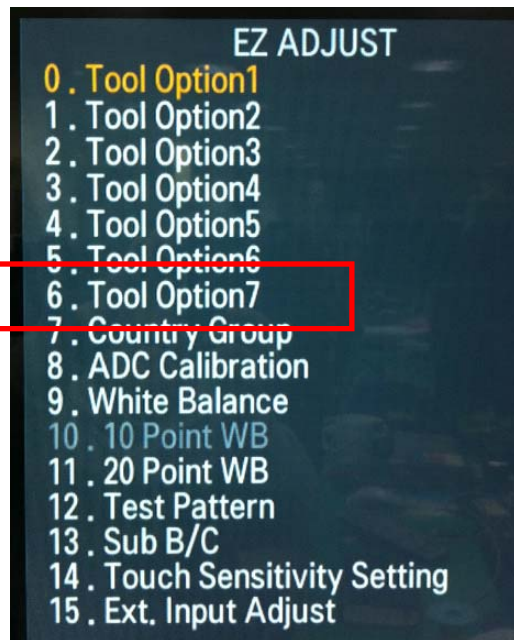 EZ ADJUST
0 . Tool Option1
1 . Tool Option2
2 . Tool Option3
3 . Tool Option4
4 . Tool Option5
5 . Tool Option6
6 . Tool Option7
7 . Country Group
8 . ADC Calibration
9 . White Balance
10 . 10 Point WB
11 . 20 Point WB
12 . Test Pattern
13 . Sub B/C
14 . Touch Sensitivity Setting
15 . Ext. Input Adjust